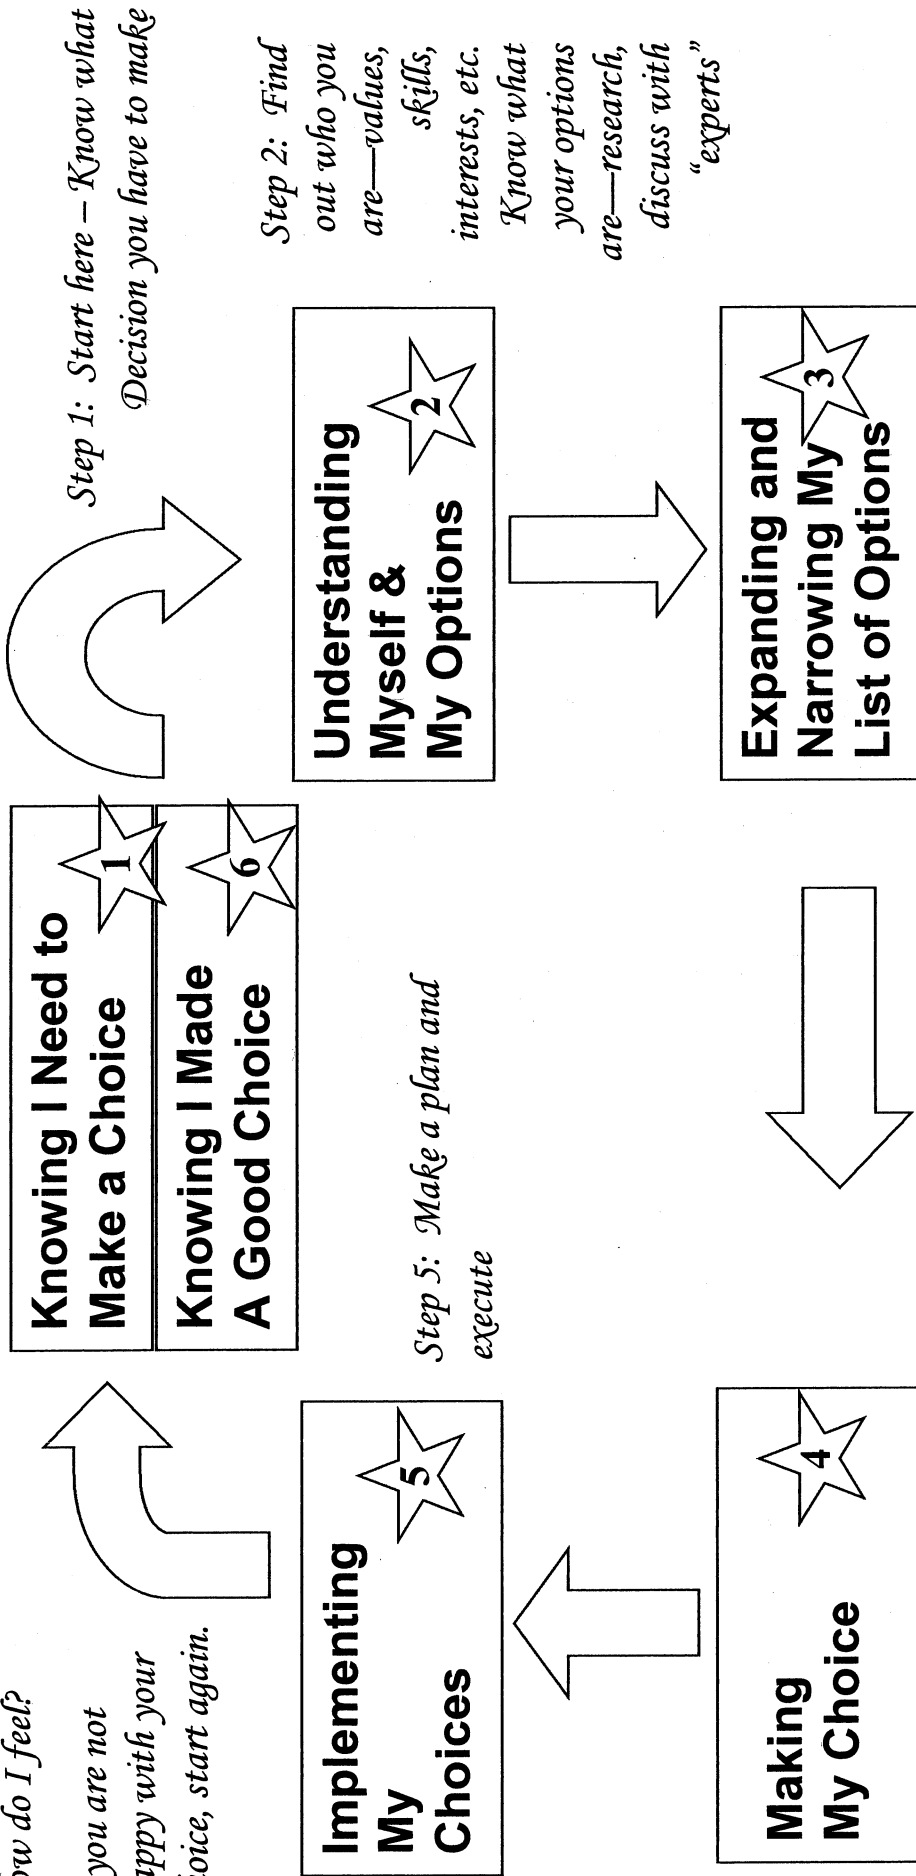 Step 1: Start here – Know what
Decision you have to make
Knowing I Need to
Make a Choice
1
Knowing I Made
A Good Choice
6
ow do I feel?
you are not
appy with your
oice, start again.
Understanding
Myself &
My Options
2
Step 2: Find
out who you
are—values,
skills,
interests, etc.
Know what
your options
are—research,
discuss with
“experts”
Implementing
My
Choices
5
Step 5: Make a plan and
execute
Expanding and
Narrowing My
List of Options
3
Making
My Choice
4